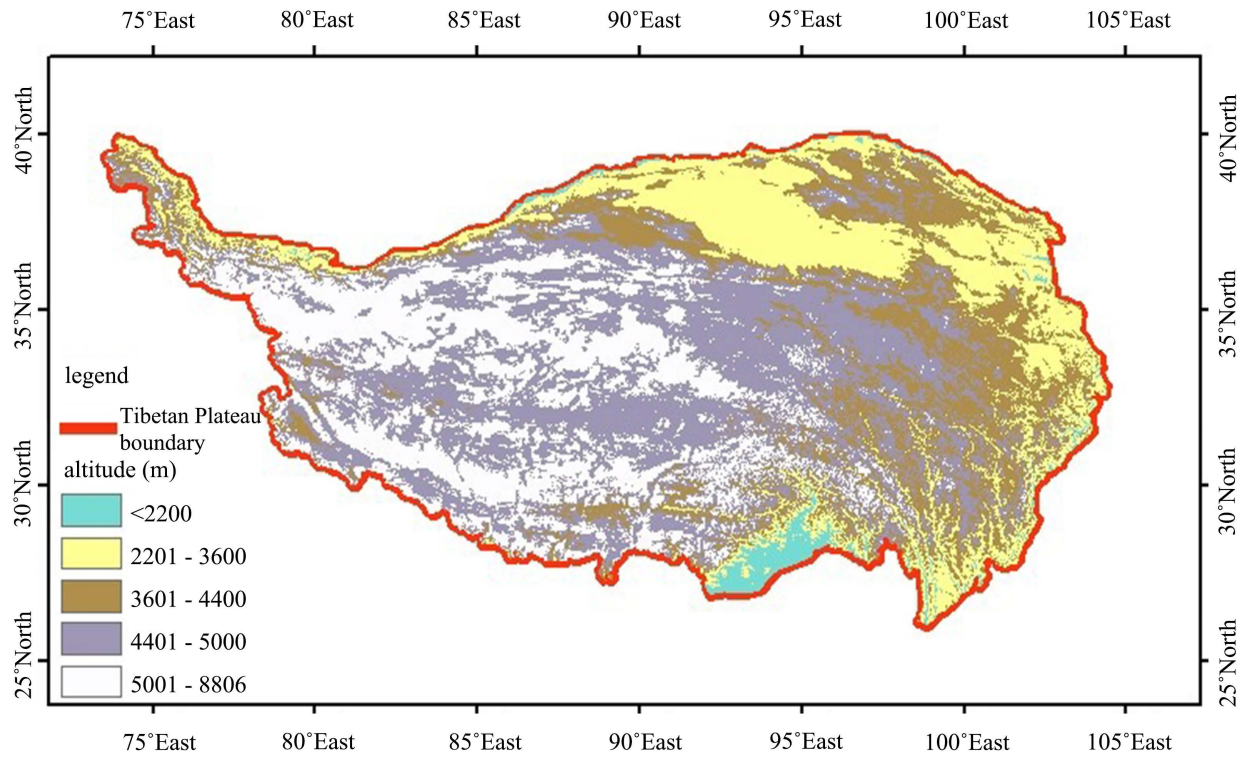 75°East 80°East 85°East 90°East 95°East 100°East 105°East
40°North
35°North
30°North
25°North
40°North
35°North
30°North
25°North
legend
Tibetan Plateau
boundary
altitude (m)
<2200
2201 - 3600
3601 - 4400
4401 - 5000
5001 - 8806
75°East 80°East 85°East 90°East 95°East 100°East 105°East